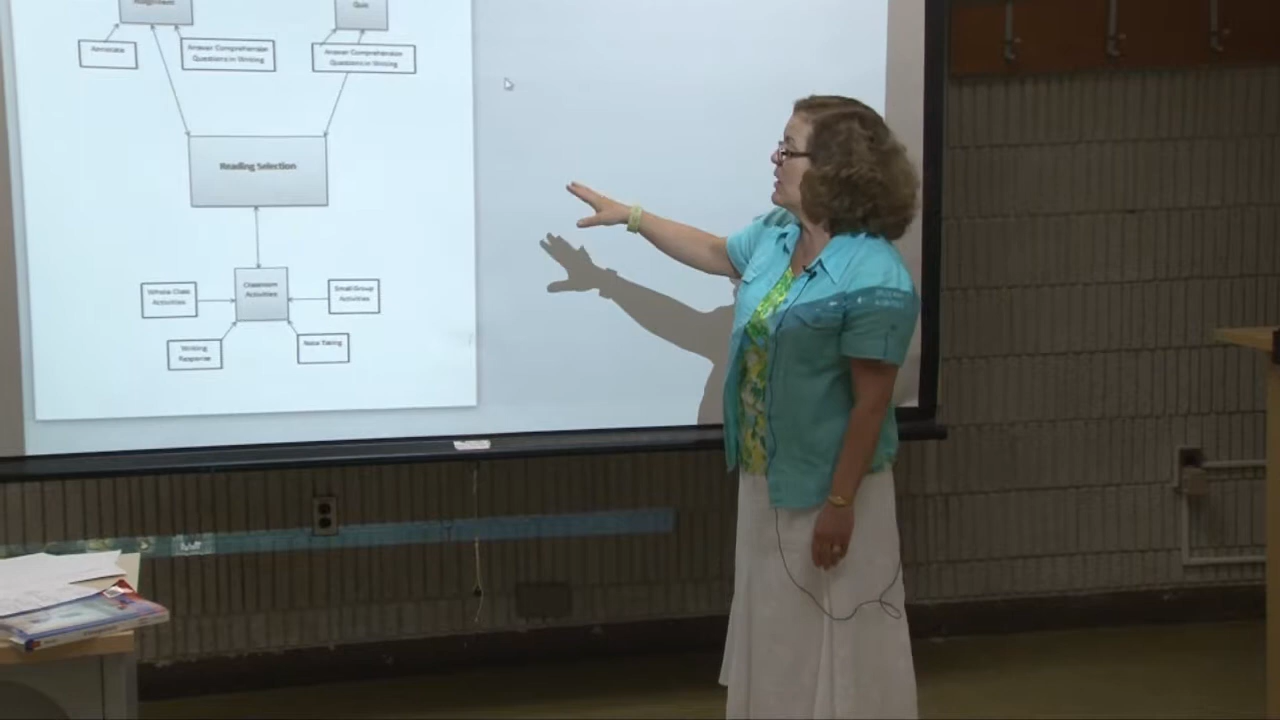 Assignment
Quiz
Annotate
Answer Comprehension
Questions in Writing
Answer Comprehension
Questions in Writing
Reading Selection
Classroom
Activities
Whole-Class
Activities
Small Group
Activities
Writing
Response
Note Taking